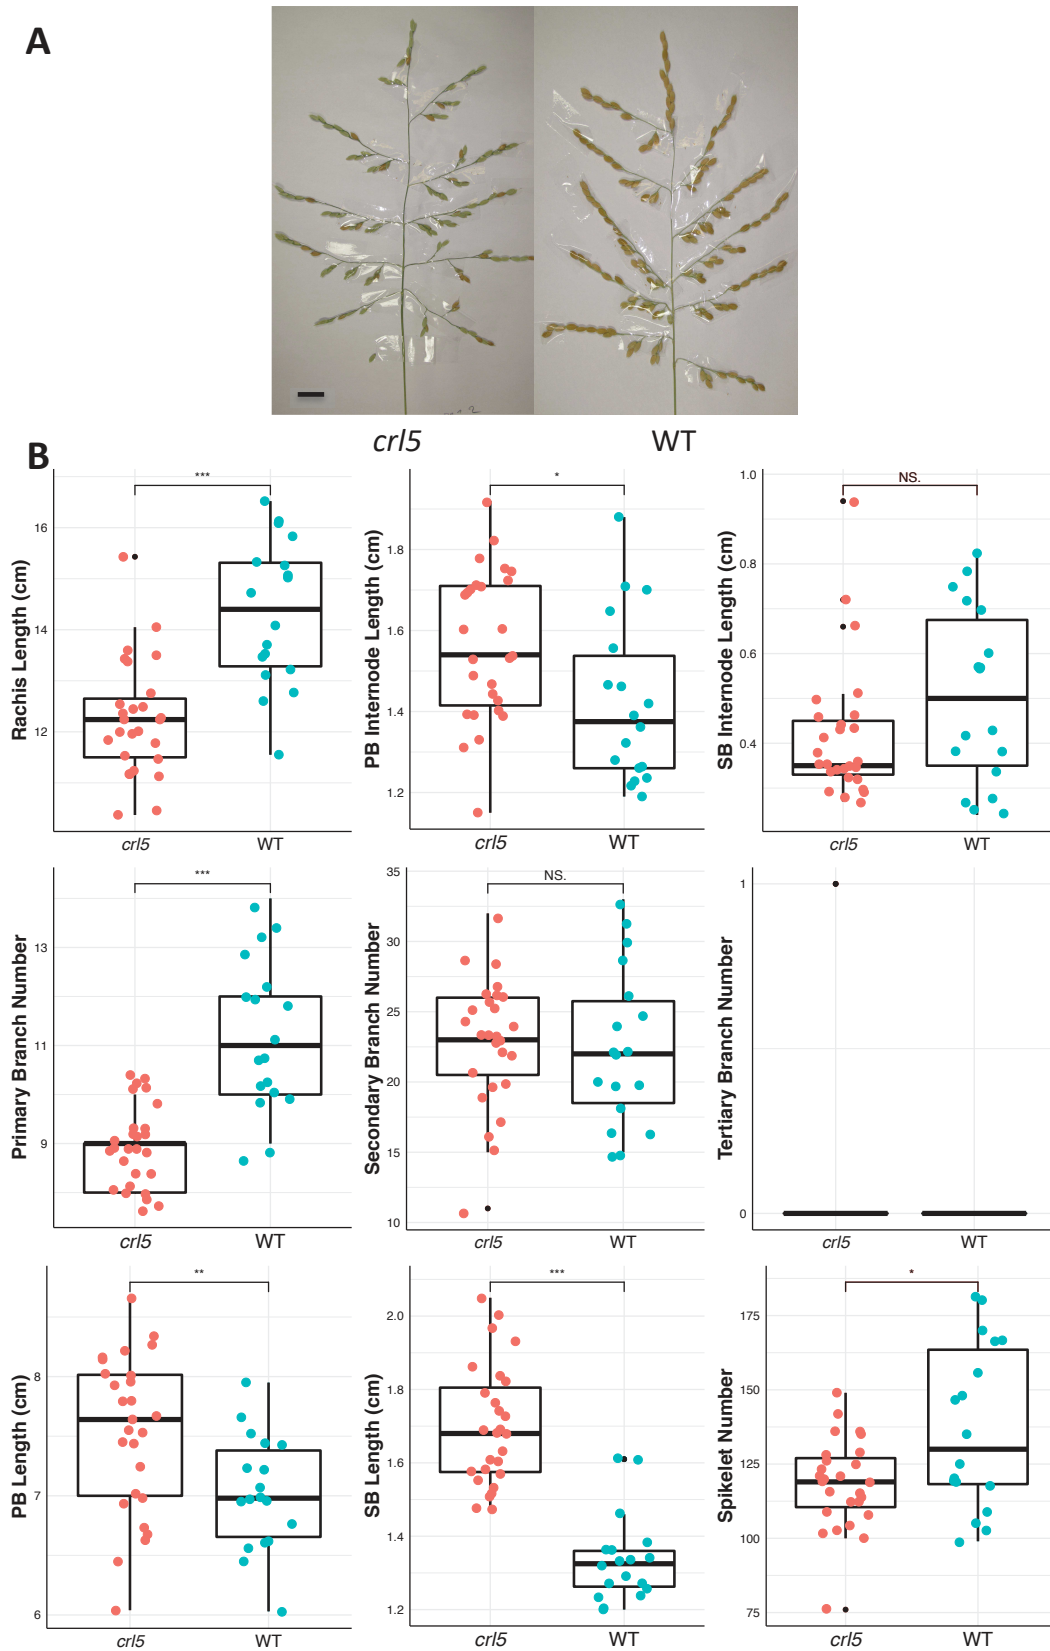 A
crl5 WT
B
*** * NS.
Rachis Length (cm)
16
14
12
crl5 WT
PB Internode Length (cm)
1.8
1.6
1.4
1.2
crl5 WT
SB Internode Length (cm)
1.0
0.8
0.6
0.4
crl5 WT
*** NS.
Primary Branch Number
13
11
9
crl5 WT
Secondary Branch Number
35
30
25
20
15
10
crl5 WT
Tertiary Branch Number
1
0
crl5 WT
** *** *
PB Length (cm)
8
7
6
crl5 WT
SB Length (cm)
2.0
1.8
1.6
1.4
1.2
crl5 WT
Spikelet Number
175
150
125
100
75
crl5 WT